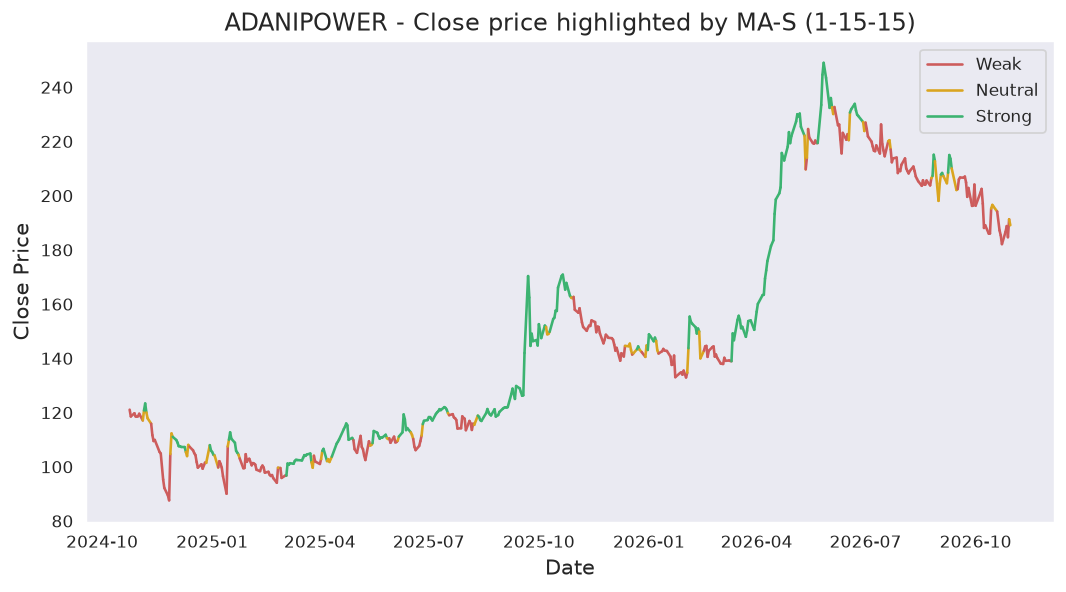 ADANIPOWER - Close price highlighted by MA-S (1-15-15)
Weak
Neutral
Strong
Close Price
240
220
200
180
160
140
120
100
80
2024-10 2025-01 2025-04 2025-07 2025-10 2026-01 2026-04 2026-07 2026-10
Date